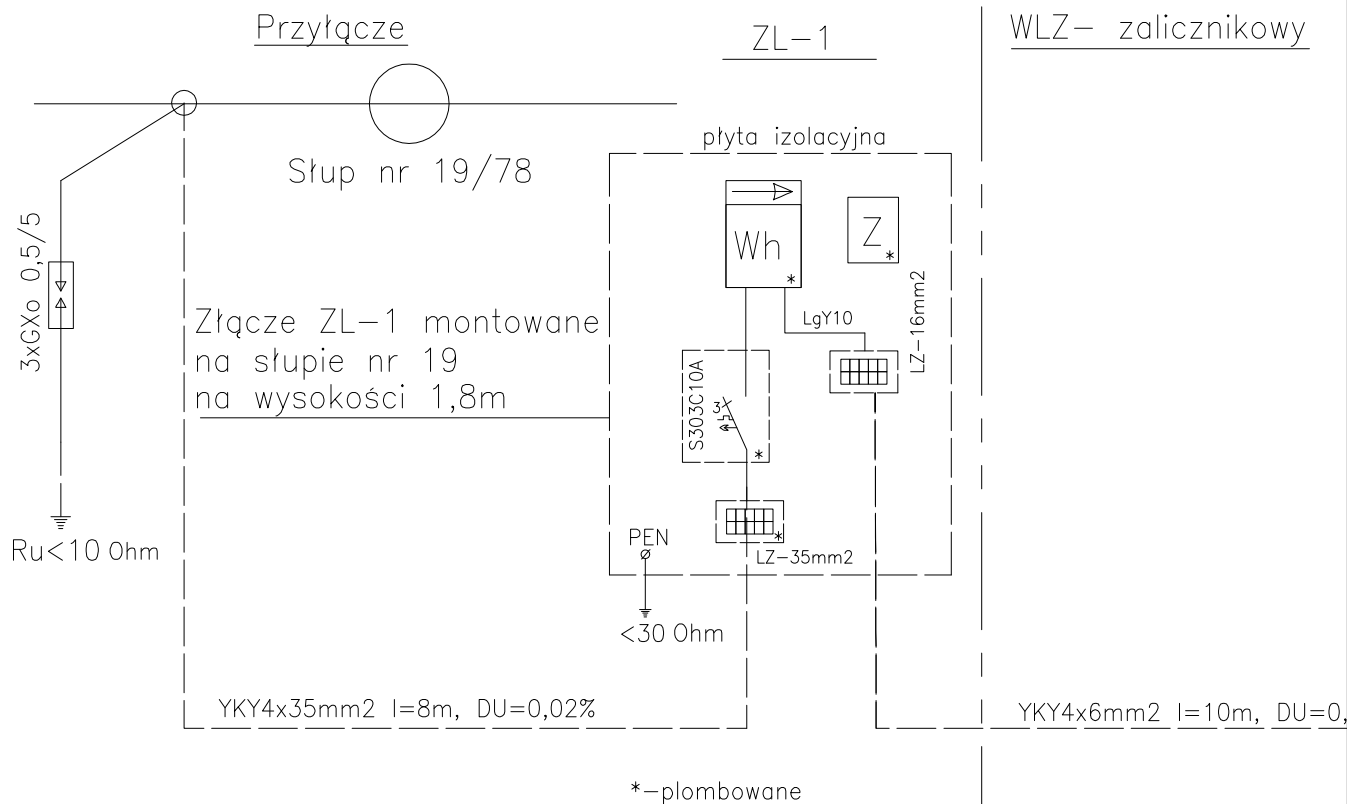 Przyłącze
ZL-1
WLZ- zalicznikowy
płyta izolacyjna
Słup nr 19/78
3xGXo 0,5/5
Wh
*
Z
*
LZ-16mm2
LgY10
Złącze ZL-1 montowane
na słupie nr 19
na wysokości 1,8m
S303C10A
3
*
*
LZ-35mm2
PEN
Ru<10 Ohm
<30 Ohm
YKY4x35mm2 l=8m, DU=0,02%
YKY4x6mm2 l=10m, DU=0,
*-plombowane